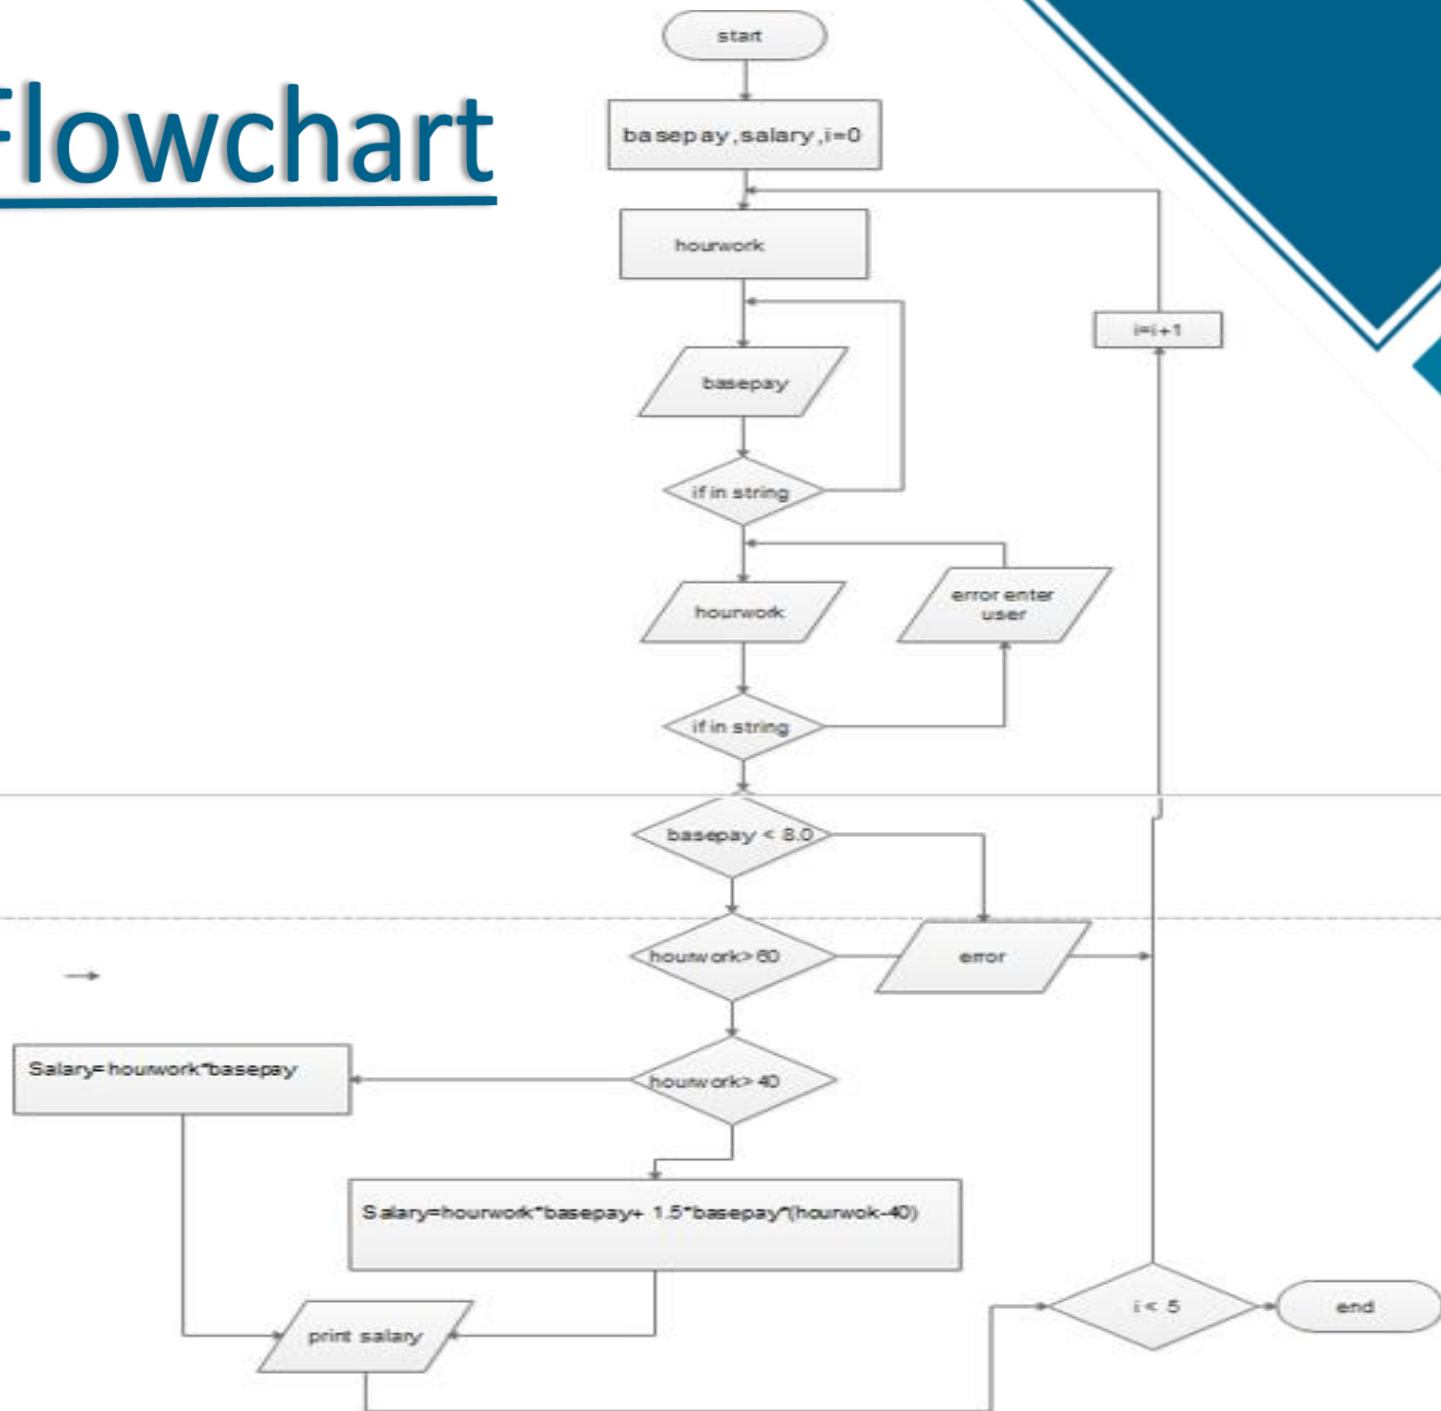 Flowchart
start
basepay,salary,i=0
hourwork
i=i+1
basepay
if in string
hourwork
error enter
user
if in string
basepay < 8.0
hourwork>60
error
Salary=hourwork*basepay
hourwork>40
Salary=hourwork*basepay+ 1.5*basepay*(hourwok-40)
print salary
i < 5
end